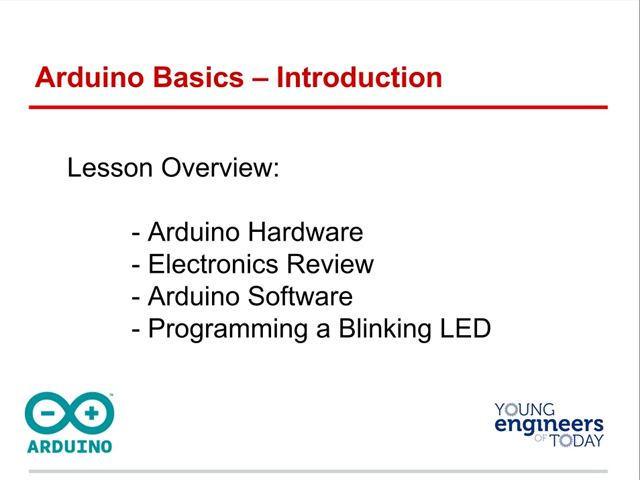 Arduino Basics – Introduction
Lesson Overview:
- Arduino Hardware
- Electronics Review
- Arduino Software
- Programming a Blinking LED
ARDUINO
YOUNG
engineers
OF TODAY